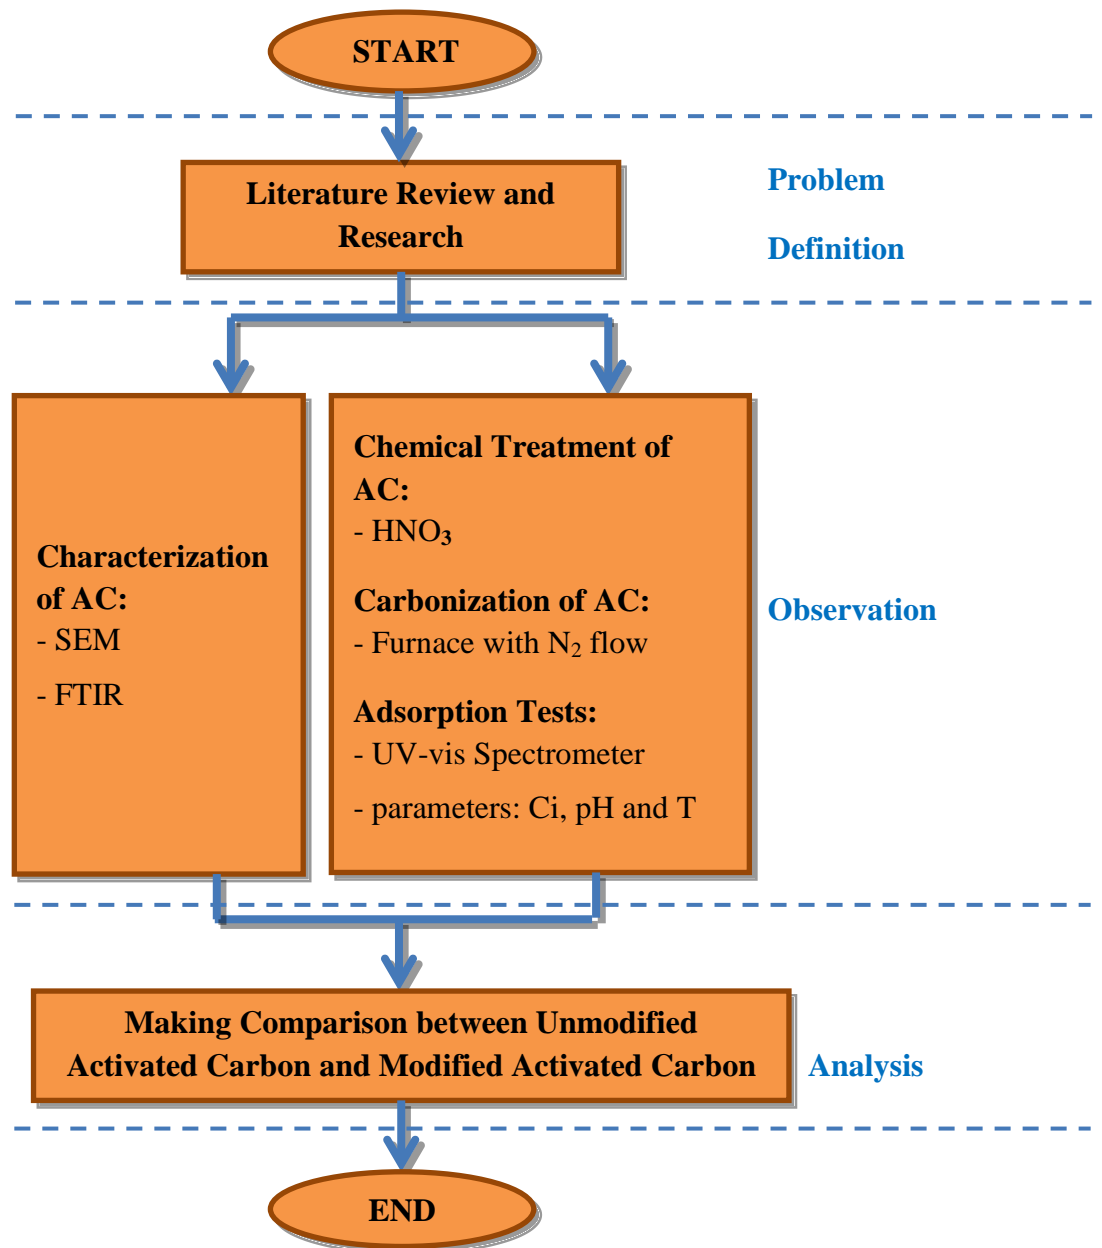 START
Literature Review and
Research
Problem
Definition
Characterization
of AC:
- SEM
- FTIR
Chemical Treatment of
AC:
- HNO₃
Carbonization of AC:
- Furnace with N₂ flow
Adsorption Tests:
- UV-vis Spectrometer
- parameters: Ci, pH and T
Observation
Making Comparison between Unmodified
Activated Carbon and Modified Activated Carbon
Analysis
END